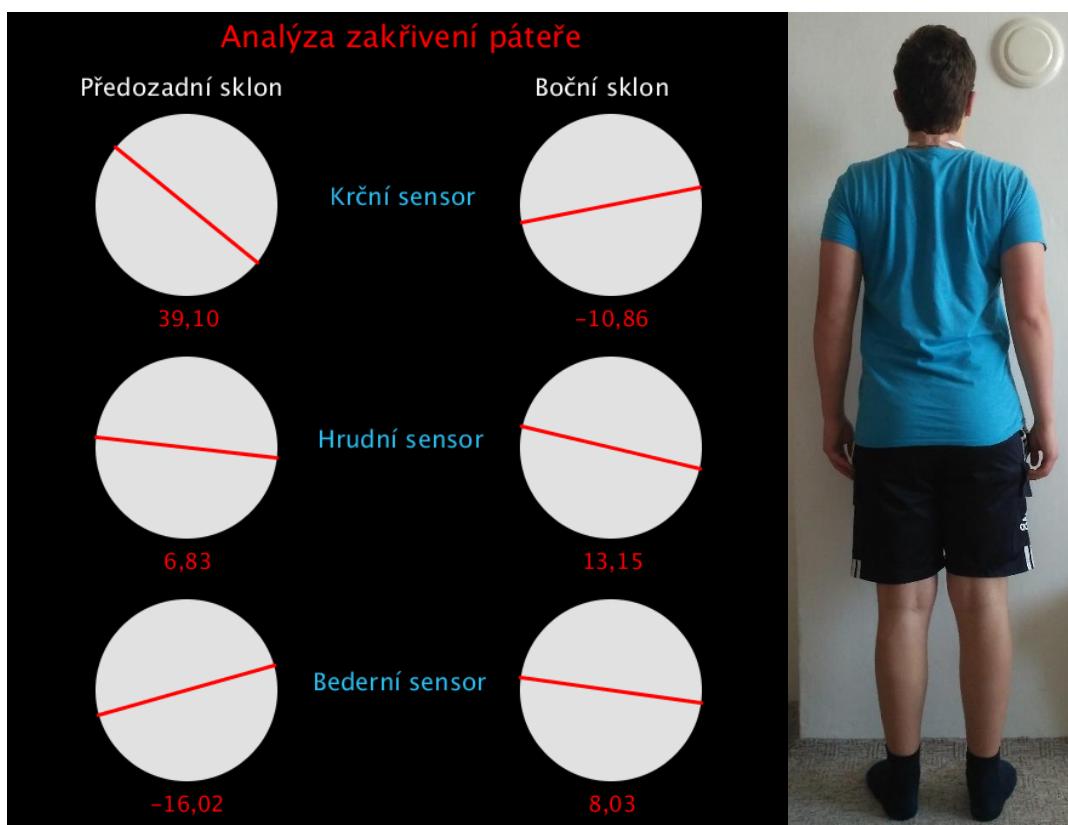 Analýza zakřivení páteře
Předozadní sklon
Boční sklon
Krční sensor
39,10
-10,86
Hrudní sensor
6,83
13,15
Bederní sensor
-16,02
8,03